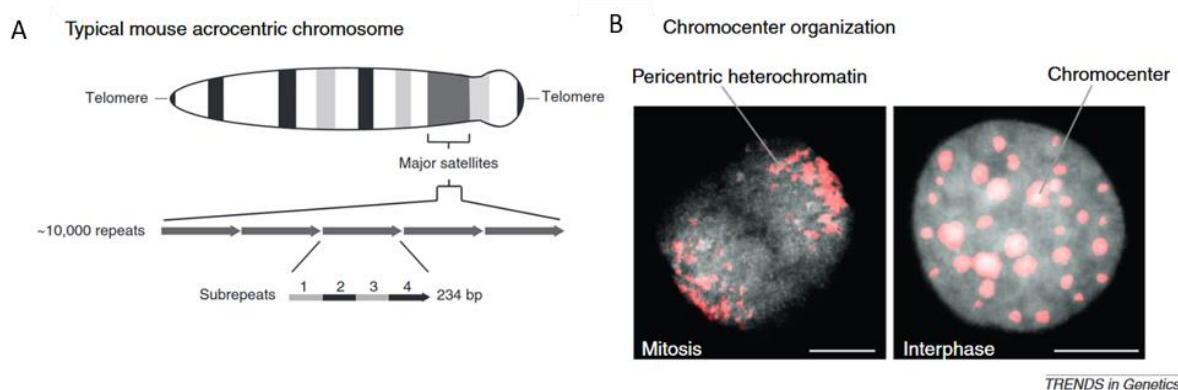 A
Typical mouse acrocentric chromosome
Telomere
Telomere
Major satellites
~10,000 repeats
1 2 3 4
Subrepeats
234 bp
B
Chromocenter organization
Pericentric heterochromatin
Chromocenter
Mitosis
Interphase
TRENDS in Genetics